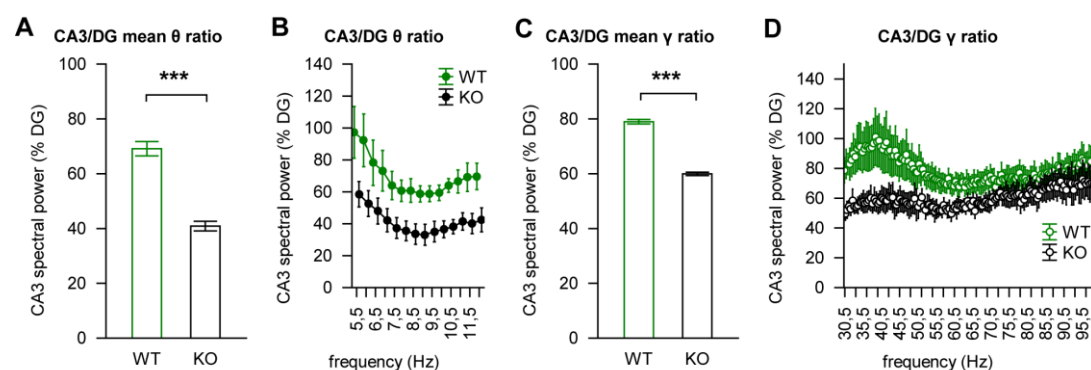 A
CA3/DG mean θ ratio
CA3 spectral power (% DG)
100
80
60
40
20
0
***
WT
KO
B
CA3/DG θ ratio
CA3 spectral power (% DG)
140
120
100
80
60
40
20
0
WT
KO
5,5
6,5
7,5
8,5
9,5
10,5
11,5
frequency (Hz)
C
CA3/DG mean γ ratio
CA3 spectral power (% DG)
100
80
60
40
20
0
***
WT
KO
D
CA3/DG γ ratio
CA3 spectral power (% DG)
140
120
100
80
60
40
20
0
WT
KO
30,5
35,5
40,5
45,5
50,5
55,5
60,5
65,5
70,5
75,5
80,5
85,5
90,5
95,5
frequency (Hz)